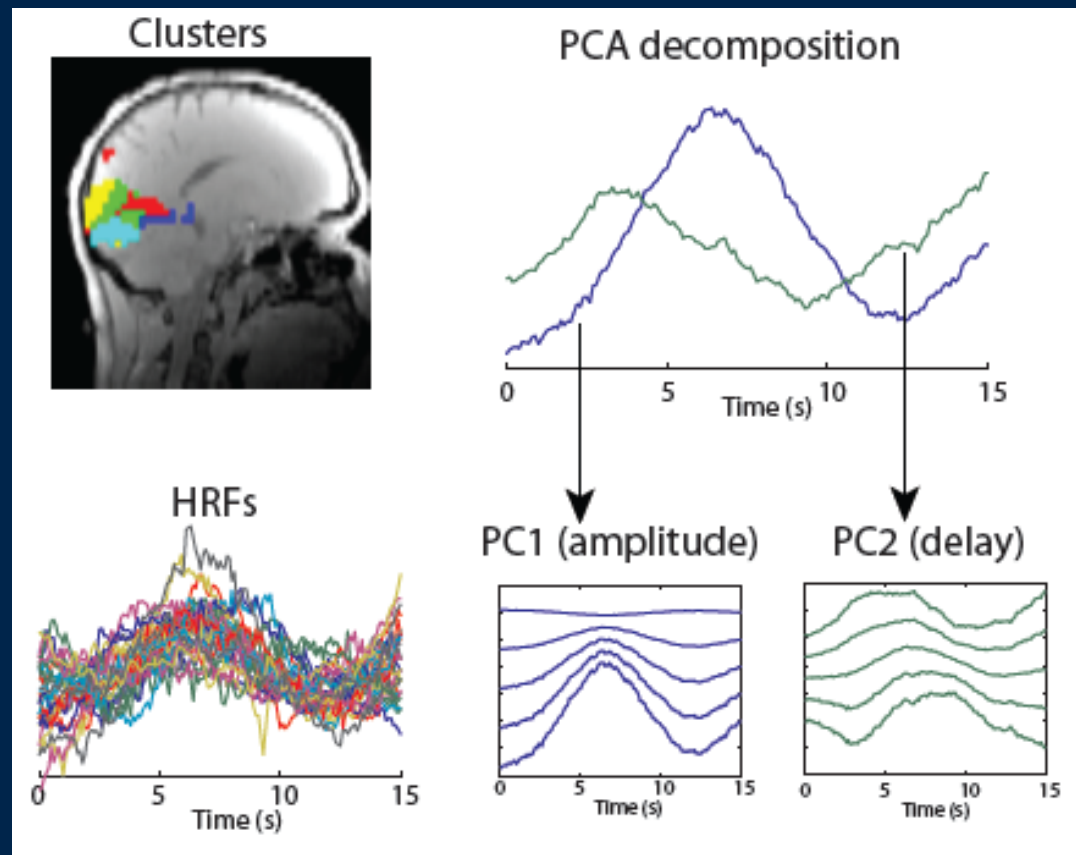 Clusters
PCA decomposition
0 5 10 15
Time (s)
HRFs
0 5 10 15
Time (s)
PC1 (amplitude)
0 5 10 15
Time (s)
PC2 (delay)
0 5 10 15
Time (s)